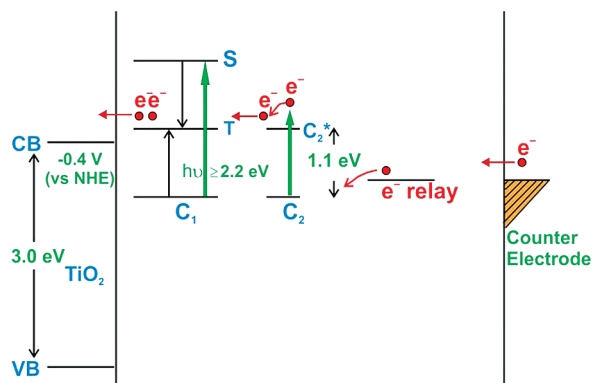 S
e⁻e⁻
e⁻
e⁻
T
C₂*
CB
-0.4 V
(vs NHE)
hυ ≥2.2 eV
1.1 eV
e⁻
C₁
C₂
e⁻ relay
3.0 eV
TiO₂
Counter
Electrode
VB